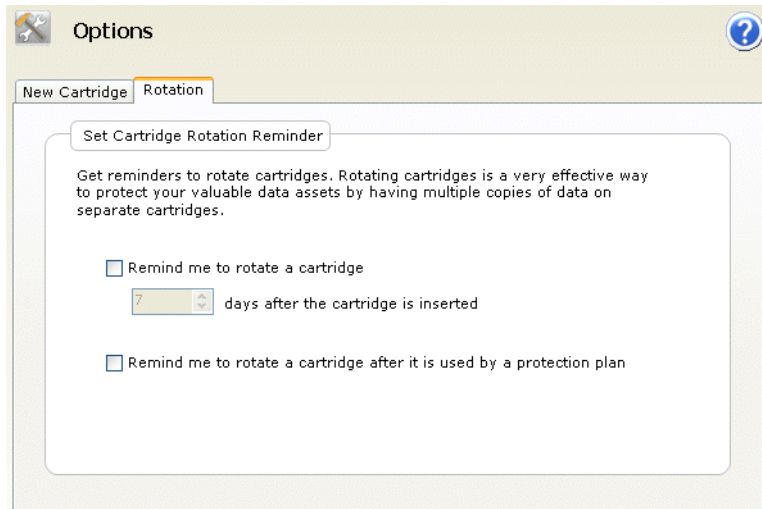 Options
?
New Cartridge
Rotation
Set Cartridge Rotation Reminder
Get reminders to rotate cartridges. Rotating cartridges is a very effective way
to protect your valuable data assets by having multiple copies of data on
separate cartridges.
Remind me to rotate a cartridge
7
days after the cartridge is inserted
Remind me to rotate a cartridge after it is used by a protection plan